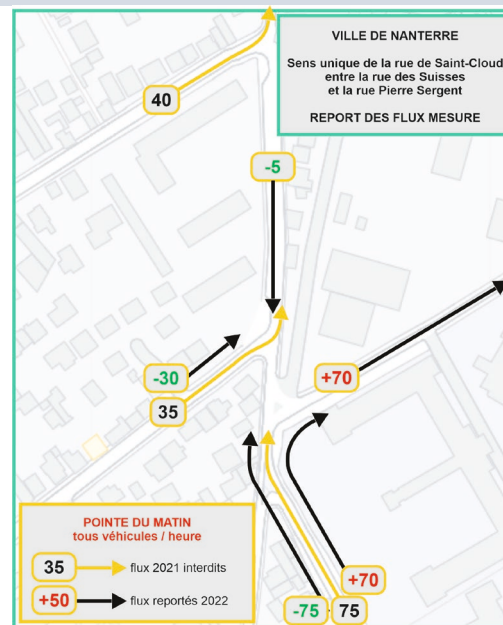 VILLE DE NANTERRE
Sens unique de la rue de Saint-Cloud
entre la rue des Suisses
et la rue Pierre Sergent
REPORT DES FLUX MESURE
40
-5
-30
+70
35
+70
-75
75
POINTE DU MATIN
tous véhicules / heure
35 flux 2021 interdits
+50 flux reportés 2022